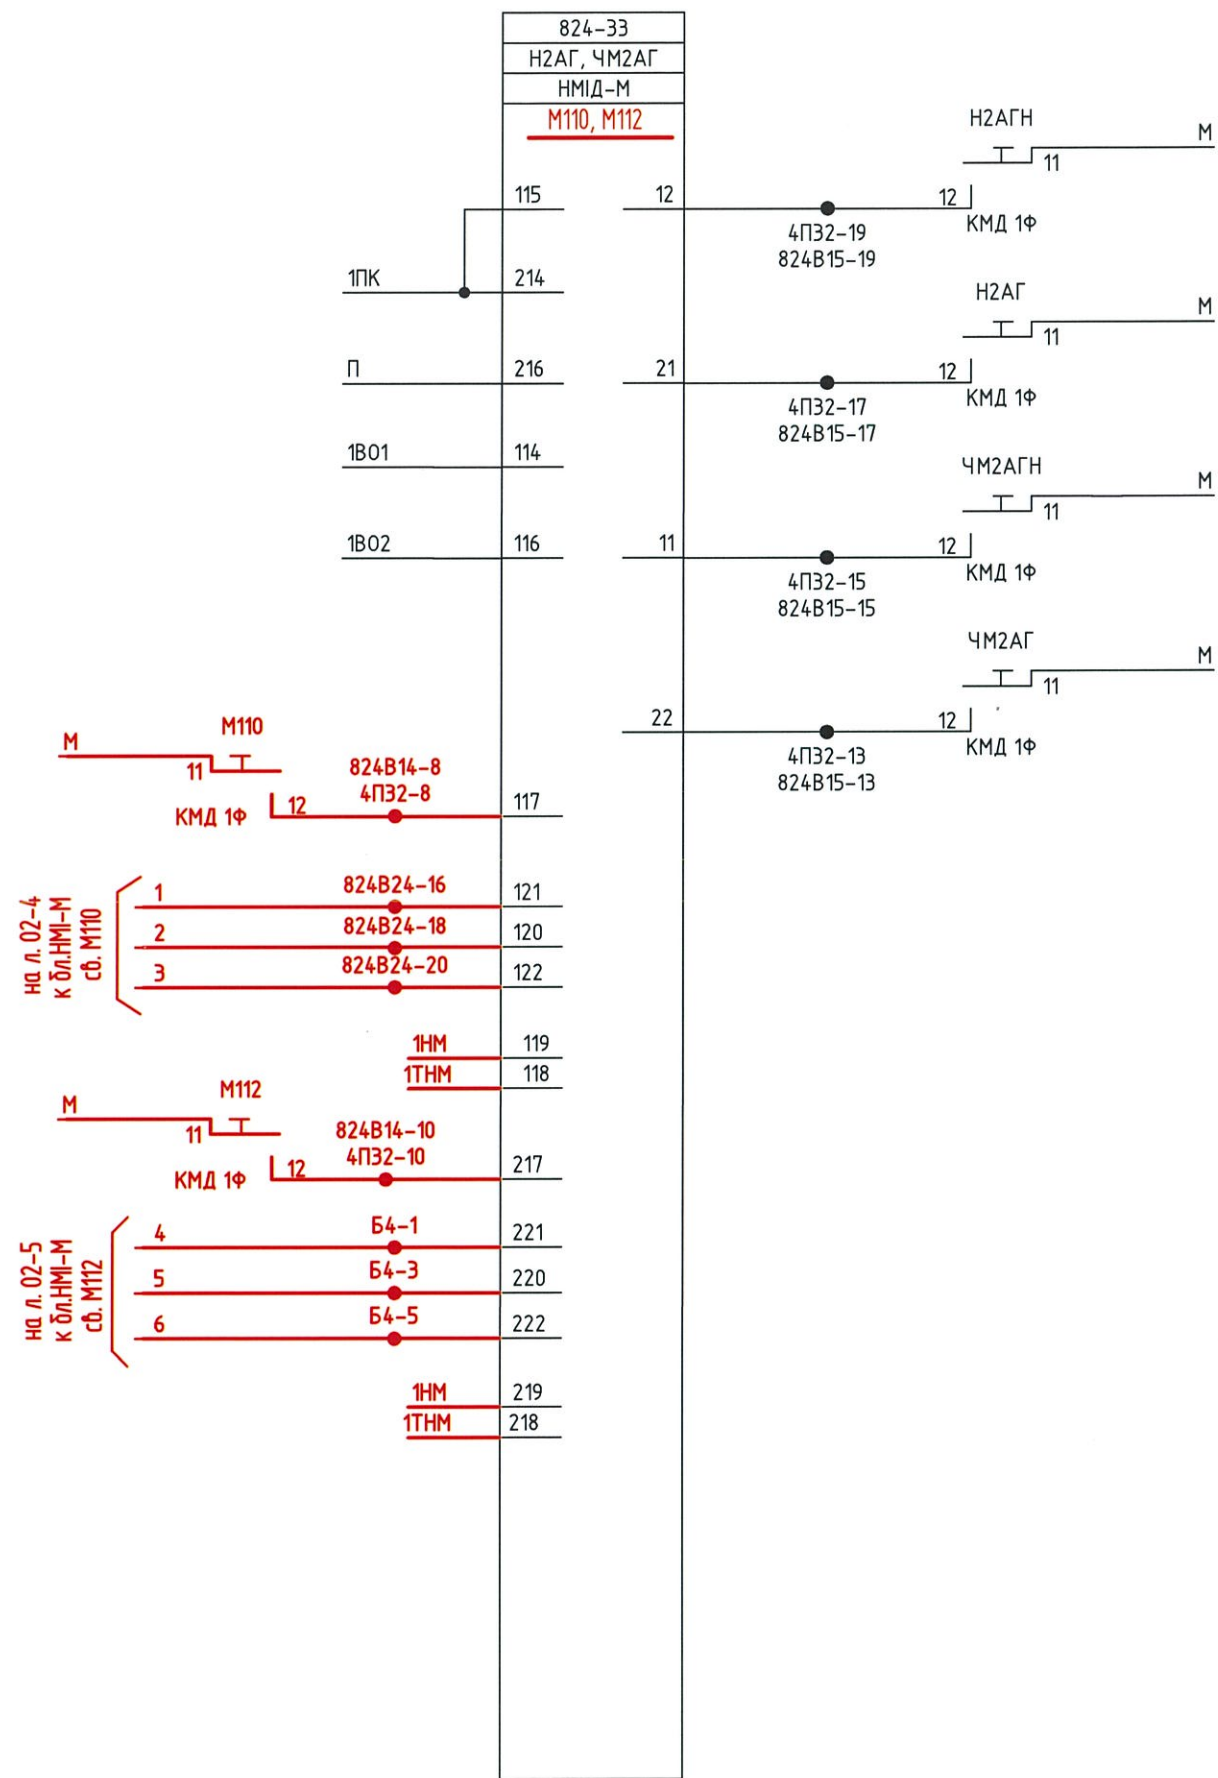 824-33
Н2АГ, ЧМ2АГ
НМІД-М
М110, М112
115
1ПК
214
П
216
1ВО1
114
1ВО2
116
12
4П32-19
824В15-19
Н2АГН
М
11
12
КМД 1Ф
21
4П32-17
824В15-17
Н2АГ
М
11
12
КМД 1Ф
11
4П32-15
824В15-15
ЧМ2АГН
М
11
12
КМД 1Ф
22
4П32-13
824В15-13
ЧМ2АГ
М
11
12
КМД 1Ф
М
М110
11
12
КМД 1Ф
824В14-8
4П32-8
117
на л. 02-4
к бл.НМІ-М
св. М110
1
824В24-16
121
2
824В24-18
120
3
824В24-20
122
1НМ
119
1ТНМ
118
М
М112
11
12
КМД 1Ф
824В14-10
4П32-10
217
на л. 02-5
к бл.НМІ-М
св. М112
4
Б4-1
221
5
Б4-3
220
6
Б4-5
222
1НМ
219
1ТНМ
218